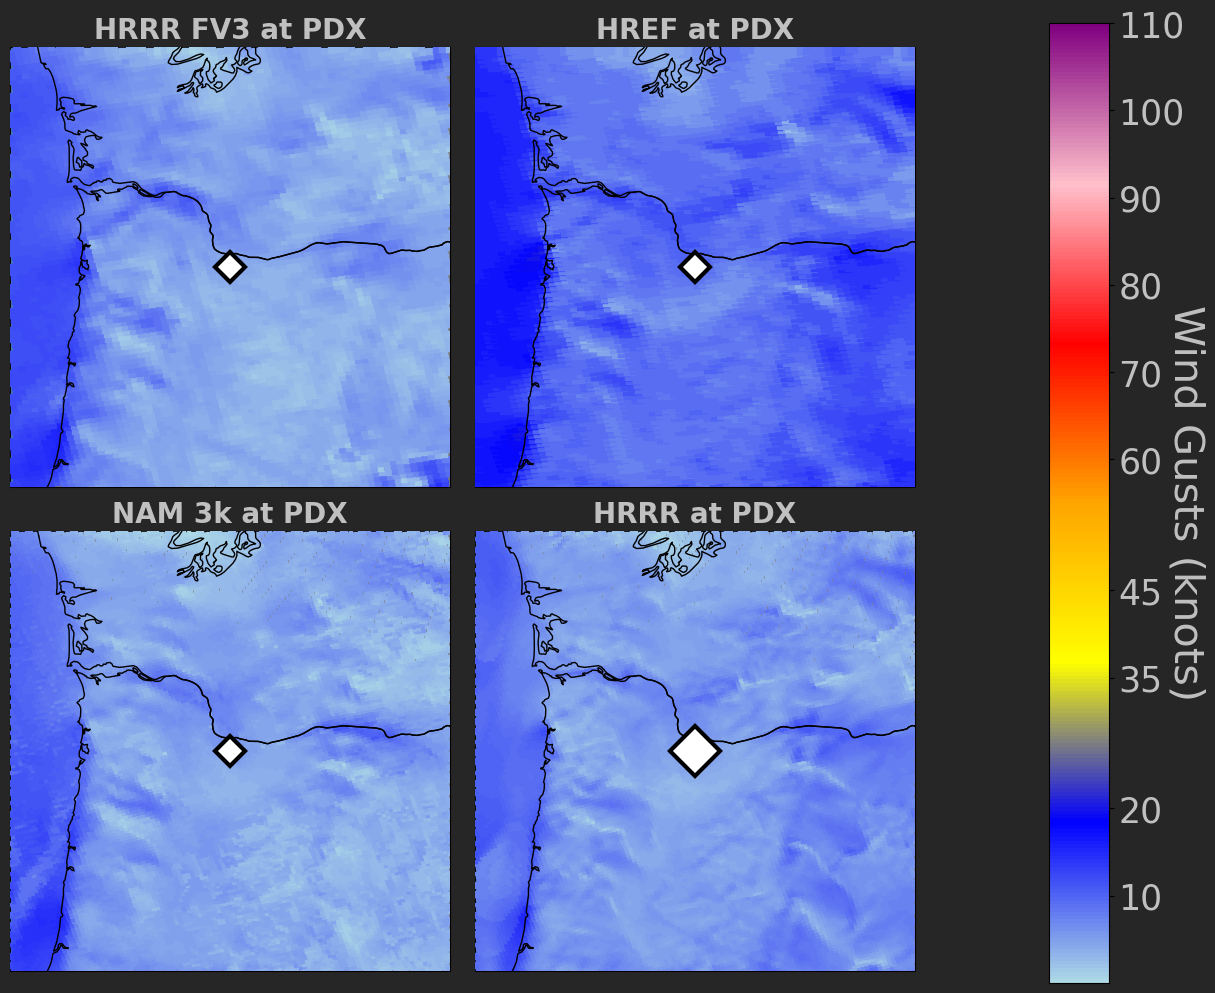 HRRR FV3 at PDX
HREF at PDX
NAM 3k at PDX
HRRR at PDX
110
100
90
80
70
60
45
35
20
10
Wind Gusts (knots)